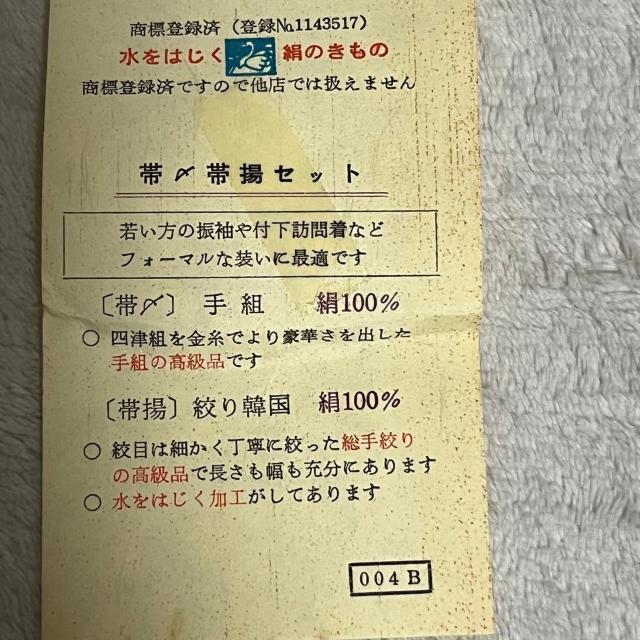 商標登録済（登録№1143517）
水をはじく 絹のきもの
商標登録済ですので他店では扱えません
帯〆帯揚セット
若い方の振袖や付下訪問着など
フォーマルな装いに最適です
〔帯〆〕 手組 絹100%
○ 四津組を金糸でより豪華さを出した
手組の高級品です
〔帯揚〕絞り韓国 絹100%
○ 絞目は細かく丁寧に絞った総手絞り
の高級品で長さも幅も充分にあります
○ 水をはじく加工がしてあります
004B